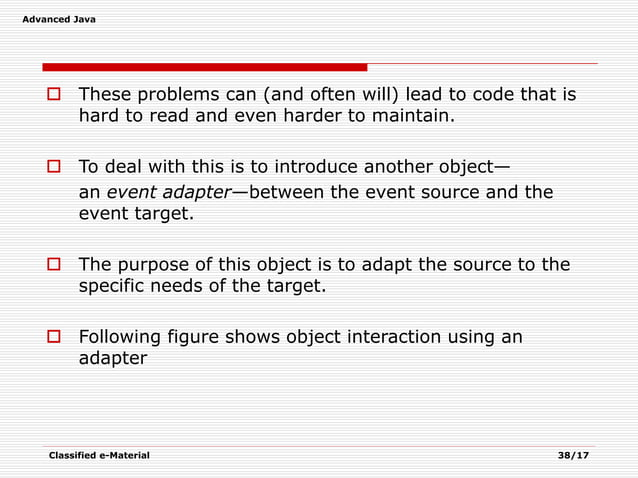 Advanced Java
These problems can (and often will) lead to code that is
hard to read and even harder to maintain.
To deal with this is to introduce another object—
an event adapter—between the event source and the
event target.
The purpose of this object is to adapt the source to the
specific needs of the target.
Following figure shows object interaction using an
adapter
Classified e-Material
38/17